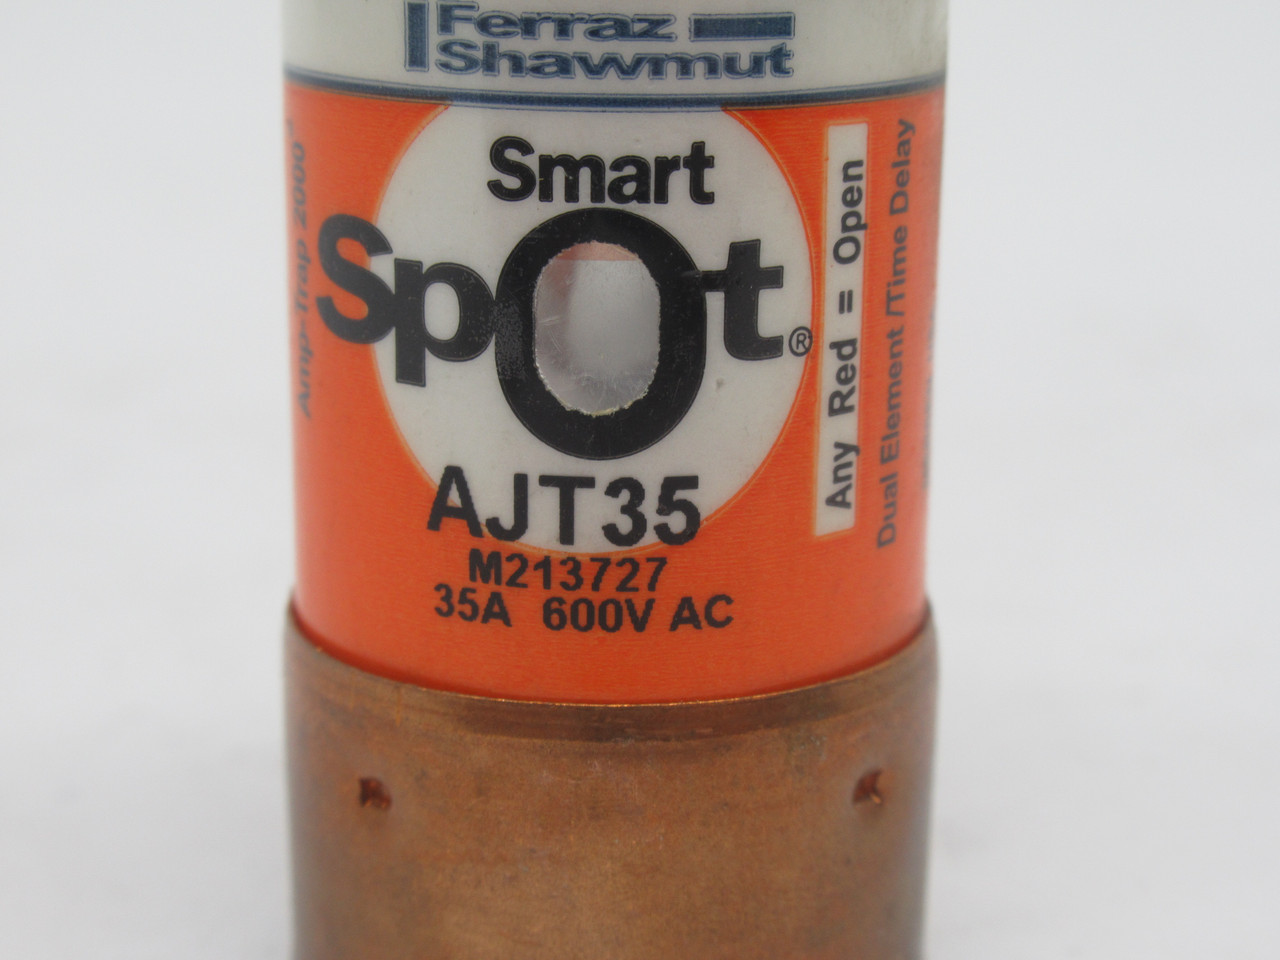 Ferraz
Shawmut
Smart
Spot®
AJT35
M213727
35A 600V AC
Any Red = Open
Dual Element/Time Delay
Amp-Trap 2000